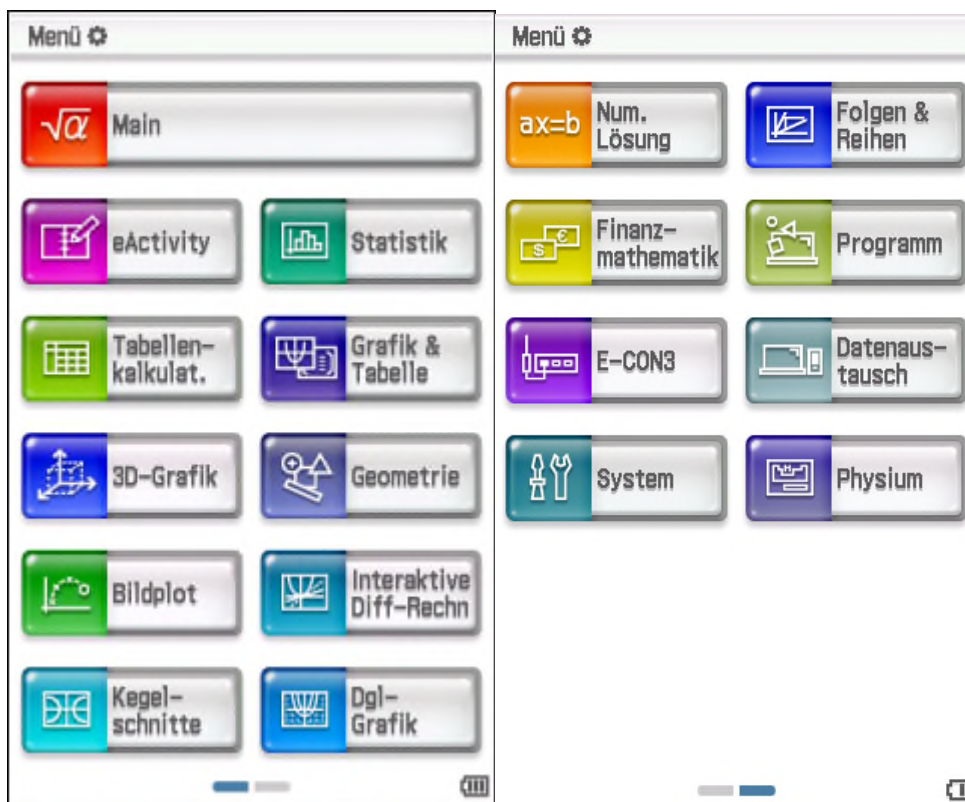 Menü
√α Main
eActivity
Statistik
Tabellen-
kalkulat.
Grafik &
Tabelle
3D-Grafik
Geometrie
Bildplot
Interaktive
Diff-Rechn
Kegel-
schnitte
Dgl-
Grafik
Menü
ax=b
Num.
Lösung
Folgen &
Reihen
$ €
Finanz-
mathematik
Programm
E-CON3
Datenaus-
tausch
System
Physium